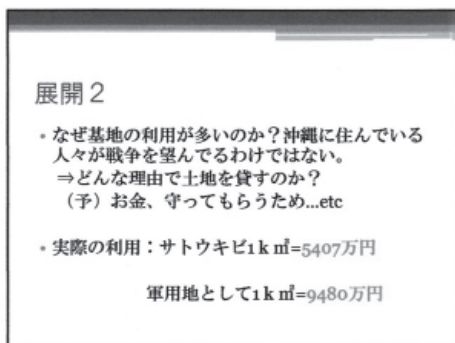 展開2
・なぜ基地の利用が多いのか？沖縄に住んでいる
人々が戦争を望んでるわけではない。
⇒どんな理由で土地を貸すのか？
（予）お金、守ってもらうため...etc
・実際の利用：サトウキビ1ｋ㎡=5407万円
軍用地として1ｋ㎡=9480万円